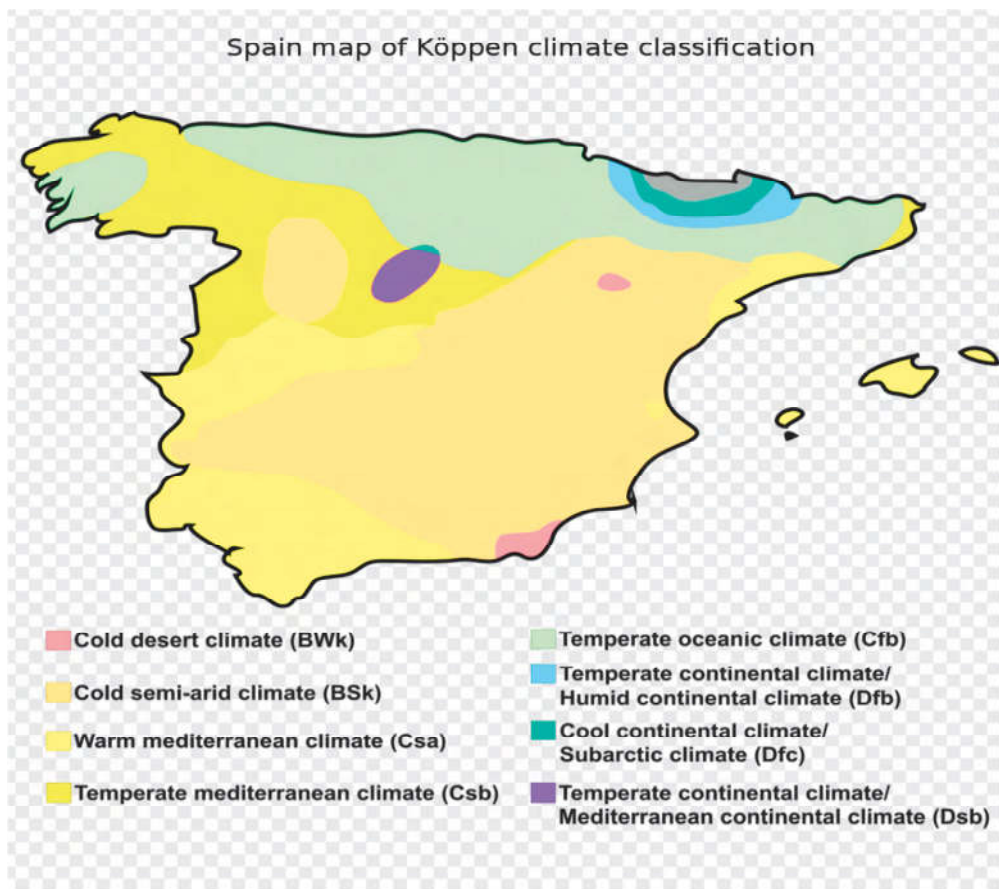 Spain map of Köppen climate classification
Cold desert climate (BWk)
Cold semi-arid climate (BSk)
Warm mediterranean climate (Csa)
Temperate mediterranean climate (Csb)
Temperate oceanic climate (Cfb)
Temperate continental climate/
Humid continental climate (Dfb)
Cool continental climate/
Subarctic climate (Dfc)
Temperate continental climate/
Mediterranean continental climate (Dsb)